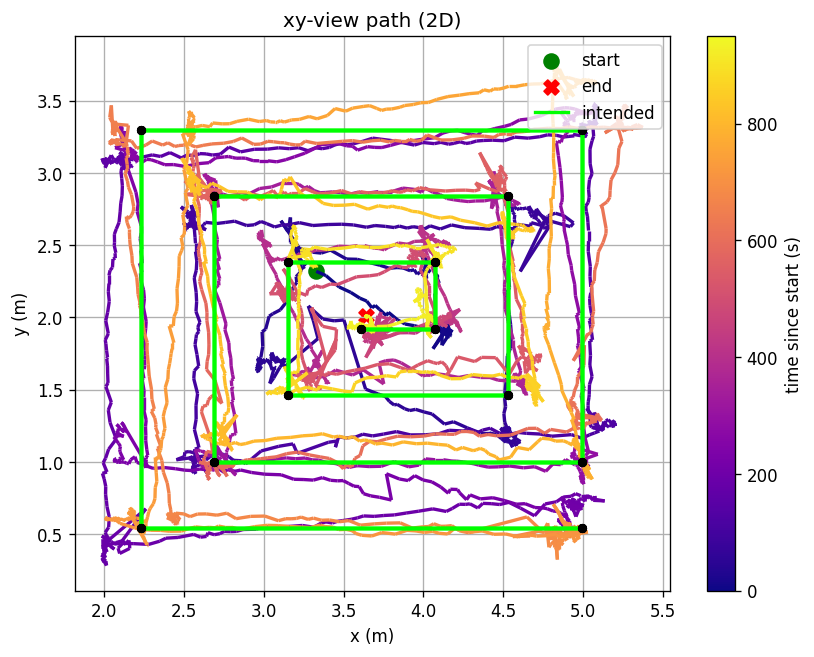 xy-view path (2D)
start
end
intended
3.5
3.0
2.5
2.0
1.5
1.0
0.5
y (m)
2.0 2.5 3.0 3.5 4.0 4.5 5.0 5.5
x (m)
800
600
400
200
0
time since start (s)